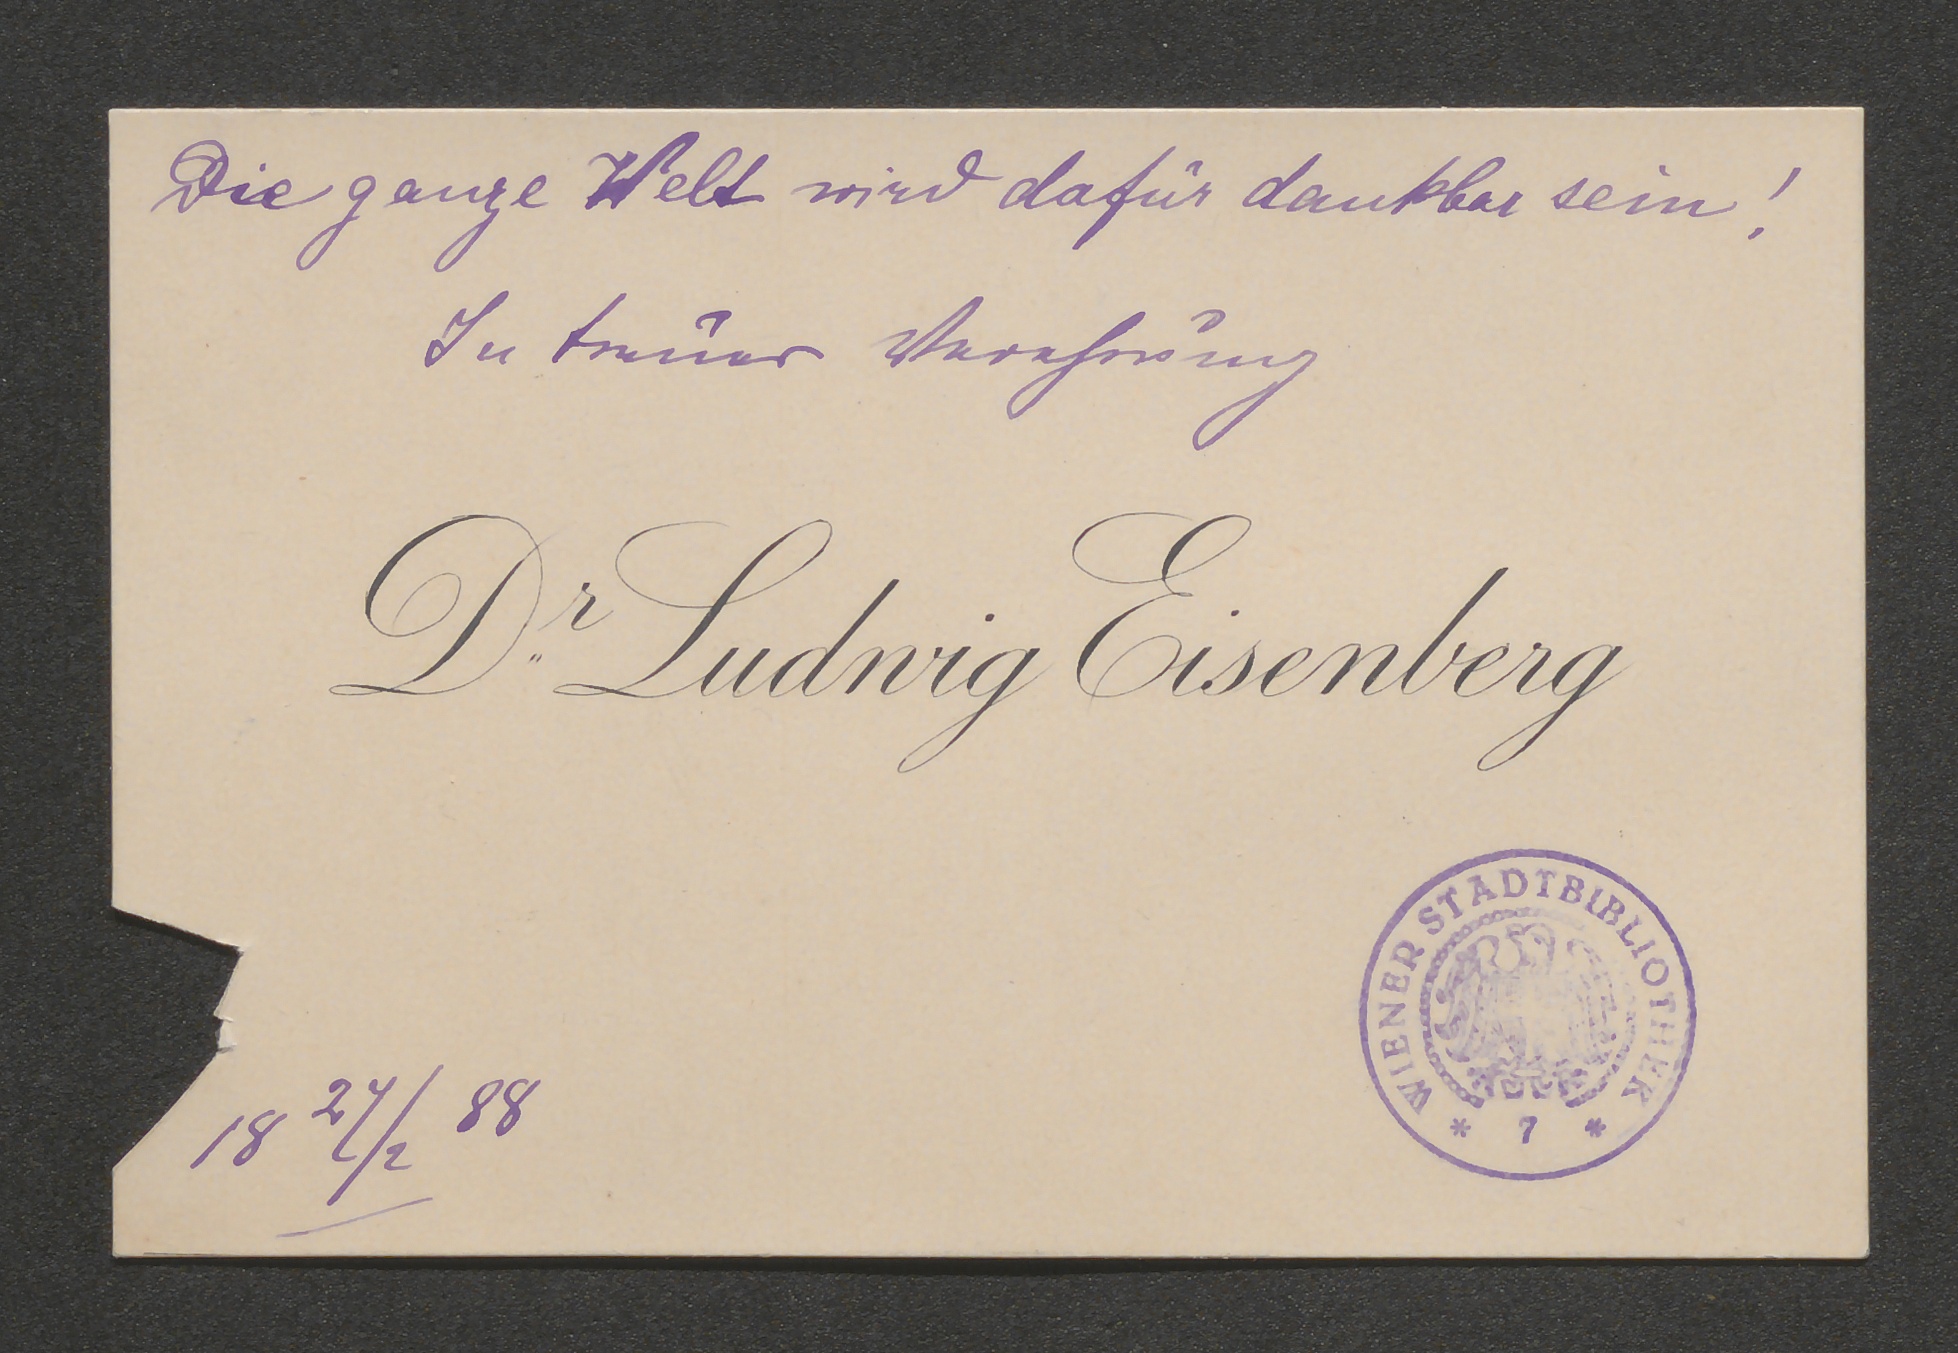 Die ganze Welt wird dafür dankbar sein!
In treuer Verehrung
Dr. Ludwig Eisenberg
WIENER STADTBIBLIOTHEK
* 7 *
18 27/2 88